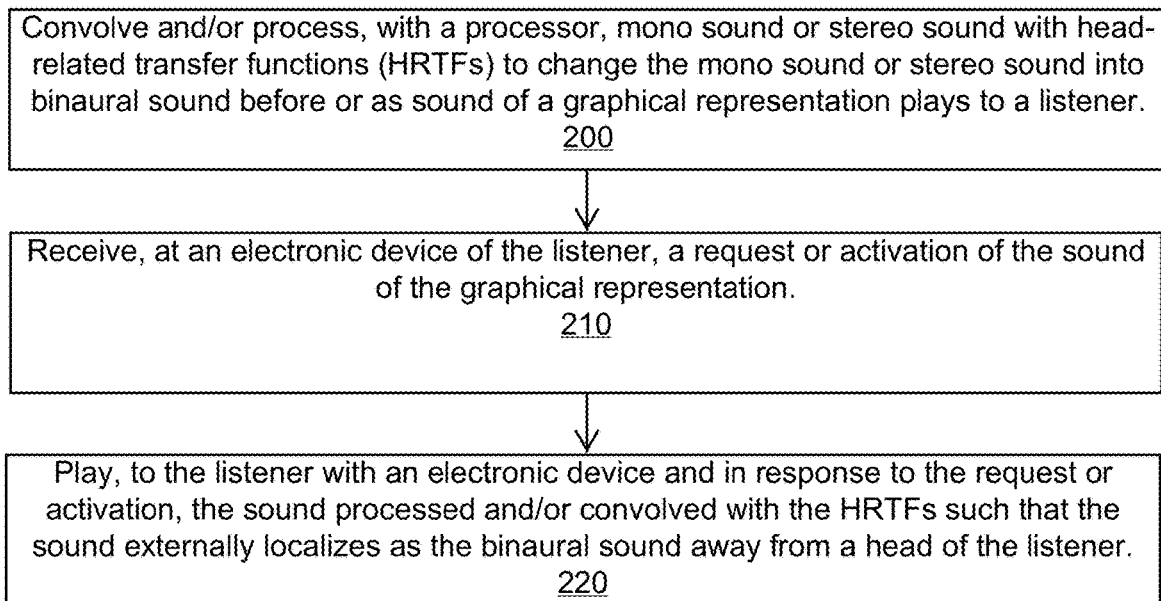 Convolve and/or process, with a processor, mono sound or stereo sound with head-
related transfer functions (HRTFs) to change the mono sound or stereo sound into
binaural sound before or as sound of a graphical representation plays to a listener.
200
Receive, at an electronic device of the listener, a request or activation of the sound
of the graphical representation.
210
Play, to the listener with an electronic device and in response to the request or
activation, the sound processed and/or convolved with the HRTFs such that the
sound externally localizes as the binaural sound away from a head of the listener.
220